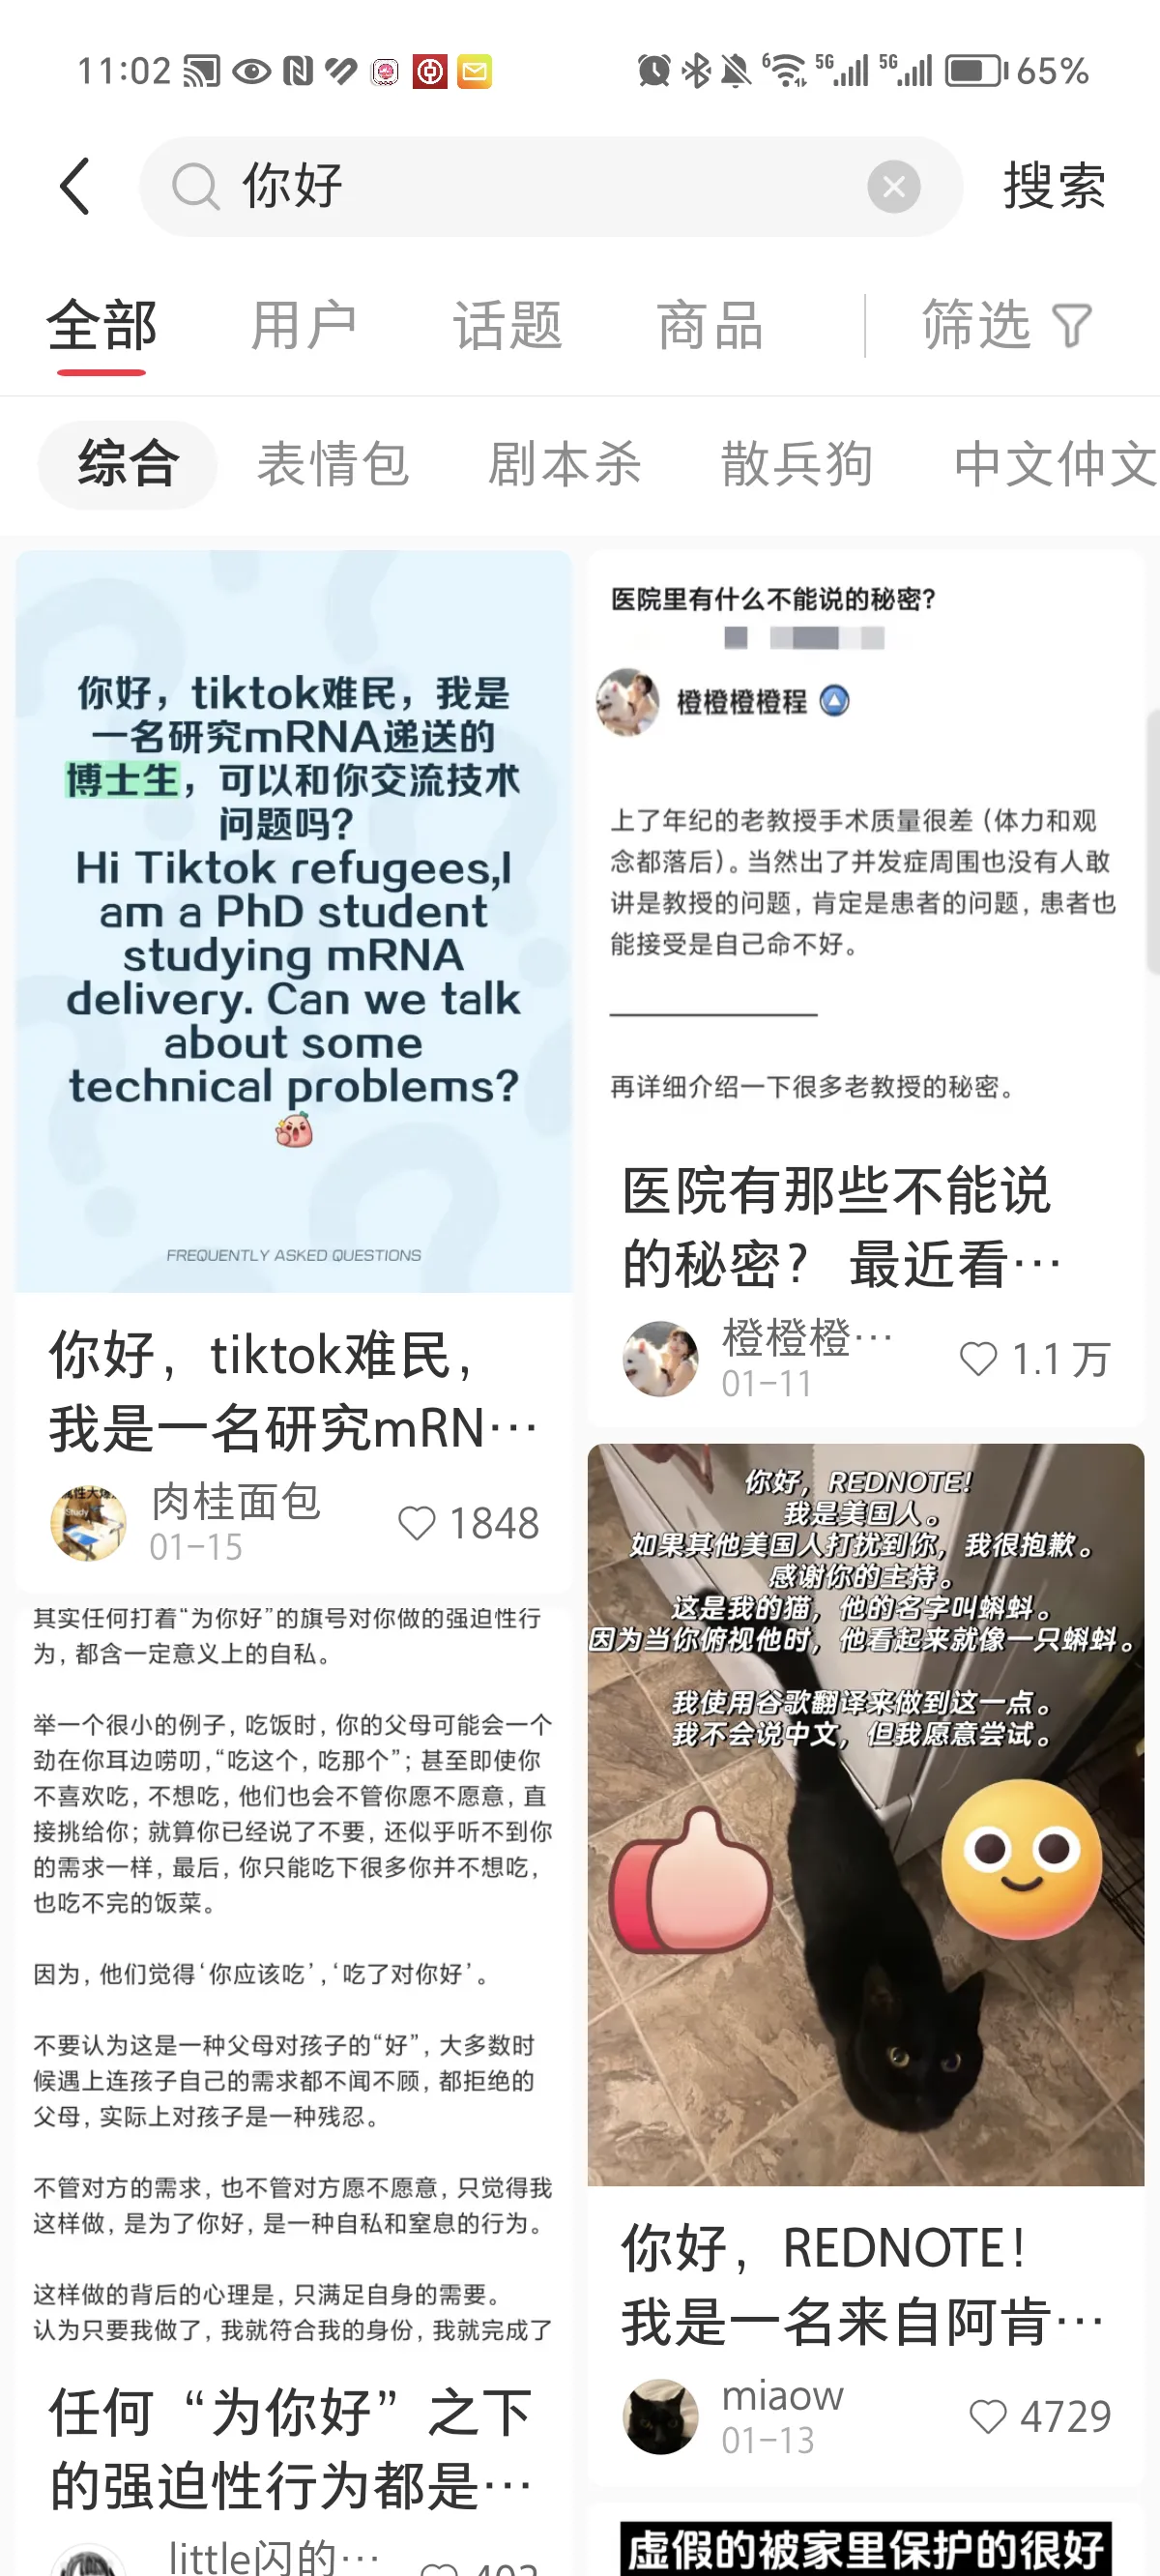 11:02
6
5G
5G
65%
你好
搜索
全部
用户
话题
商品
筛选
综合
表情包
剧本杀
散兵狗
中文仲文
你好，tiktok难民，我是
一名研究mRNA递送的
博士生，可以和你交流技术
问题吗？
Hi Tiktok refugees,I
am a PhD student
studying mRNA
delivery. Can we talk
about some
technical problems?
FREQUENTLY ASKED QUESTIONS
你好，tiktok难民，
我是一名研究mRN…
肉桂面包
01-15
1848
医院里有什么不能说的秘密？
橙橙橙橙程
上了年纪的老教授手术质量很差（体力和观
念都落后）。当然出了并发症周围也没有人敢
讲是教授的问题，肯定是患者的问题，患者也
能接受是自己命不好。
再详细介绍一下很多老教授的秘密。
医院有那些不能说
的秘密？ 最近看…
橙橙橙…
01-11
1.1 万
其实任何打着“为你好”的旗号对你做的强迫性行
为，都含一定意义上的自私。
举一个很小的例子，吃饭时，你的父母可能会一个
劲在你耳边唠叨，“吃这个，吃那个”；甚至即使你
不喜欢吃，不想吃，他们也会不管你愿不愿意，直
接挑给你；就算你已经说了不要，还似乎听不到你
的需求一样，最后，你只能吃下很多你并不想吃，
也吃不完的饭菜。
因为，他们觉得‘你应该吃’，‘吃了对你好’。
不要认为这是一种父母对孩子的“好”，大多数时
候遇上连孩子自己的需求都不闻不顾，都拒绝的
父母，实际上对孩子是一种残忍。
不管对方的需求，也不管对方愿不愿意，只觉得我
这样做，是为了你好，是一种自私和窒息的行为。
这样做的背后的心理是，只满足自身的需要。
认为只要我做了，我就符合我的身份，我就完成了
任何“为你好”之下
的强迫性行为都是…
little闪的…
403
你好，REDNOTE！
我是美国人。
如果其他美国人打扰到你，我很抱歉。
感谢你的主持。
这是我的猫，他的名字叫蝌蚪。
因为当你俯视他时，他看起来就像一只蝌蚪。
我使用谷歌翻译来做到这一点。
我不会说中文，但我愿意尝试。
你好，REDNOTE！
我是一名来自阿肯…
miaow
01-13
4729
虚假的被家里保护的很好